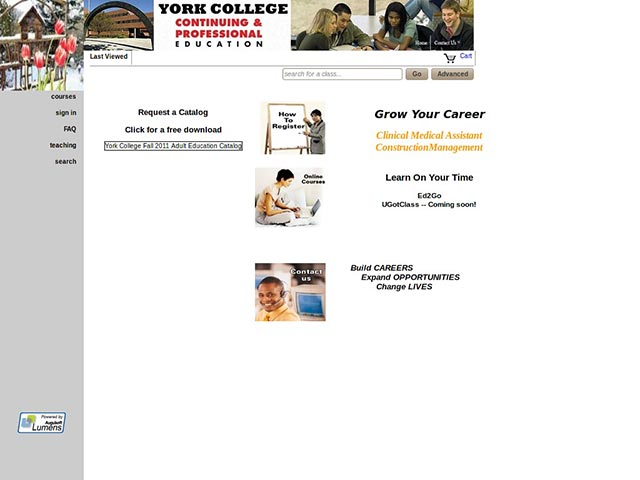 YORK COLLEGE
CONTINUING &
PROFESSIONAL
EDUCATION
Home
Contact Us
Last Viewed
Cart
search for a class...
Go
Advanced
courses
sign in
FAQ
teaching
search
Request a Catalog
Click for a free download
York College Fall 2011 Adult Education Catalog
How
To
Register
Grow Your Career
Clinical Medical Assistant
ConstructionManagement
Online
Courses
Learn On Your Time
Ed2Go
UGotClass -- Coming soon!
Contact
us
Build CAREERS
Expand OPPORTUNITIES
Change LIVES
Powered by
Augusoft
Lumens